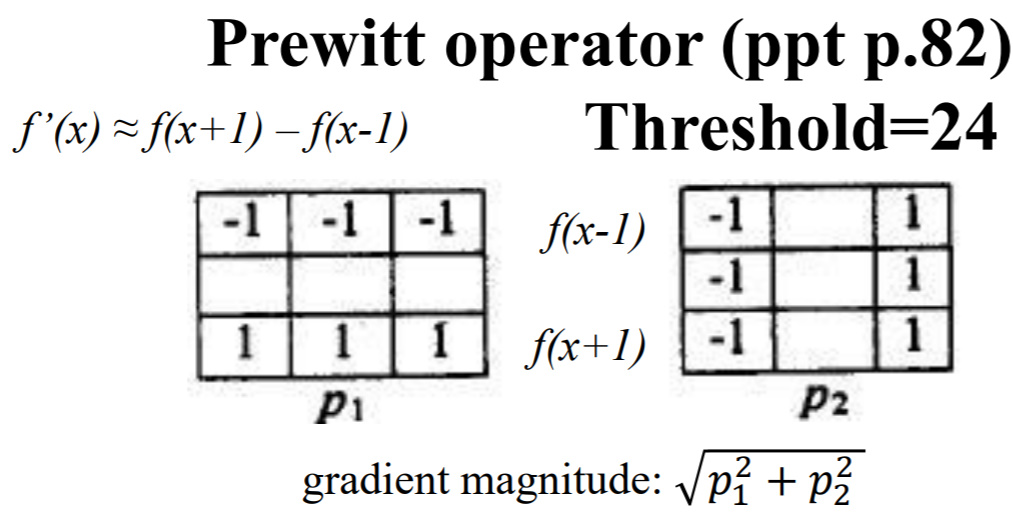 Prewitt operator (ppt p.82)
f’(x) ≈ f(x+1) – f(x-1)
Threshold=24
-1 -1 -1
1 1 1
p1
f(x-1)
f(x+1)
-1 1
-1 1
-1 1
p2
gradient magnitude: √(p₁² + p₂²)